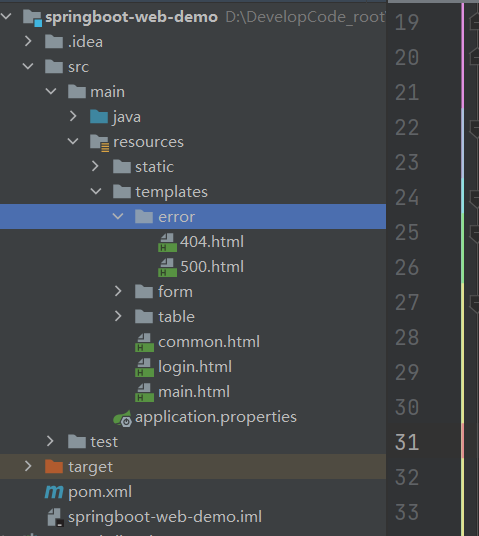 springboot-web-demo D:\DevelopCode_root\
.idea
src
main
java
resources
static
templates
error
404.html
500.html
form
table
common.html
login.html
main.html
application.properties
test
target
pom.xml
springboot-web-demo.iml
19
20
21
22
23
24
25
26
27
28
29
30
31
32
33